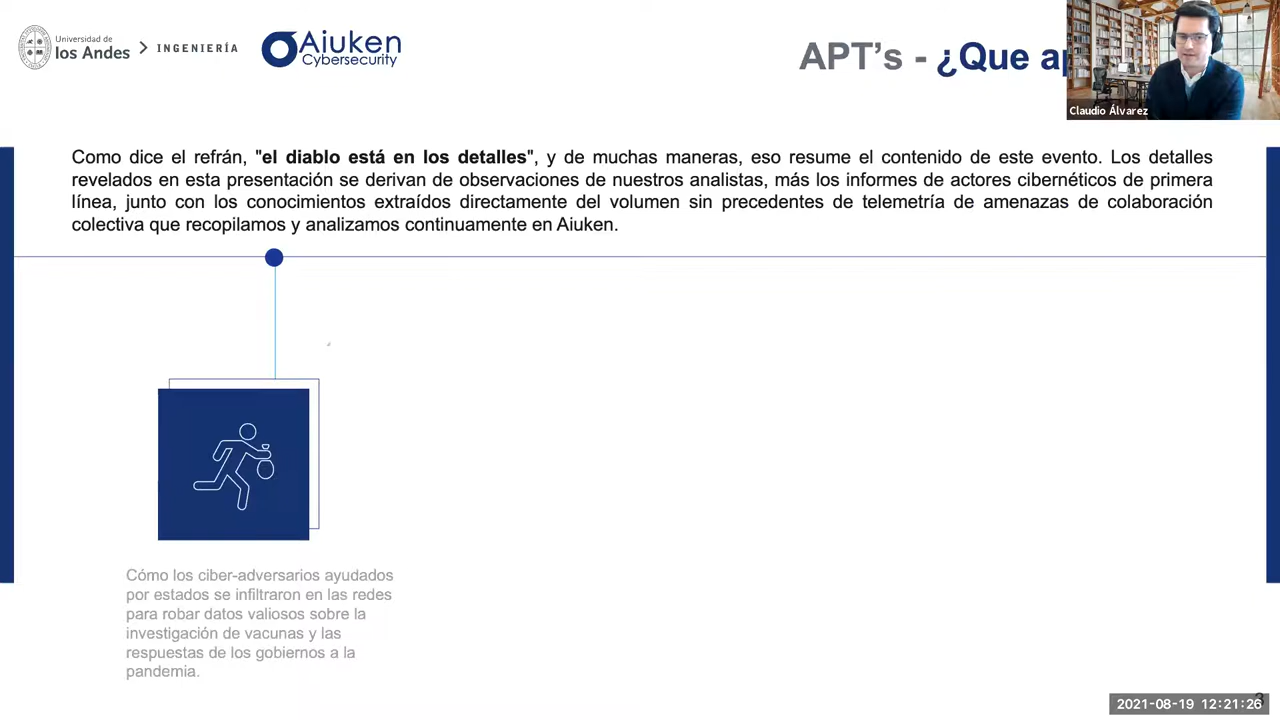 Universidad de
los Andes
INGENIERÍA
Aiuken
Cybersecurity
APT's - ¿Que ap
Claudio Álvarez
Como dice el refrán, "el diablo está en los detalles", y de muchas maneras, eso resume el contenido de este evento. Los detalles
revelados en esta presentación se derivan de observaciones de nuestros analistas, más los informes de actores cibernéticos de primera
línea, junto con los conocimientos extraídos directamente del volumen sin precedentes de telemetría de amenazas de colaboración
colectiva que recopilamos y analizamos continuamente en Aiuken.
Cómo los ciber-adversarios ayudados
por estados se infiltraron en las redes
para robar datos valiosos sobre la
investigación de vacunas y las
respuestas de los gobiernos a la
pandemia.
2021-08-19 12:21:26